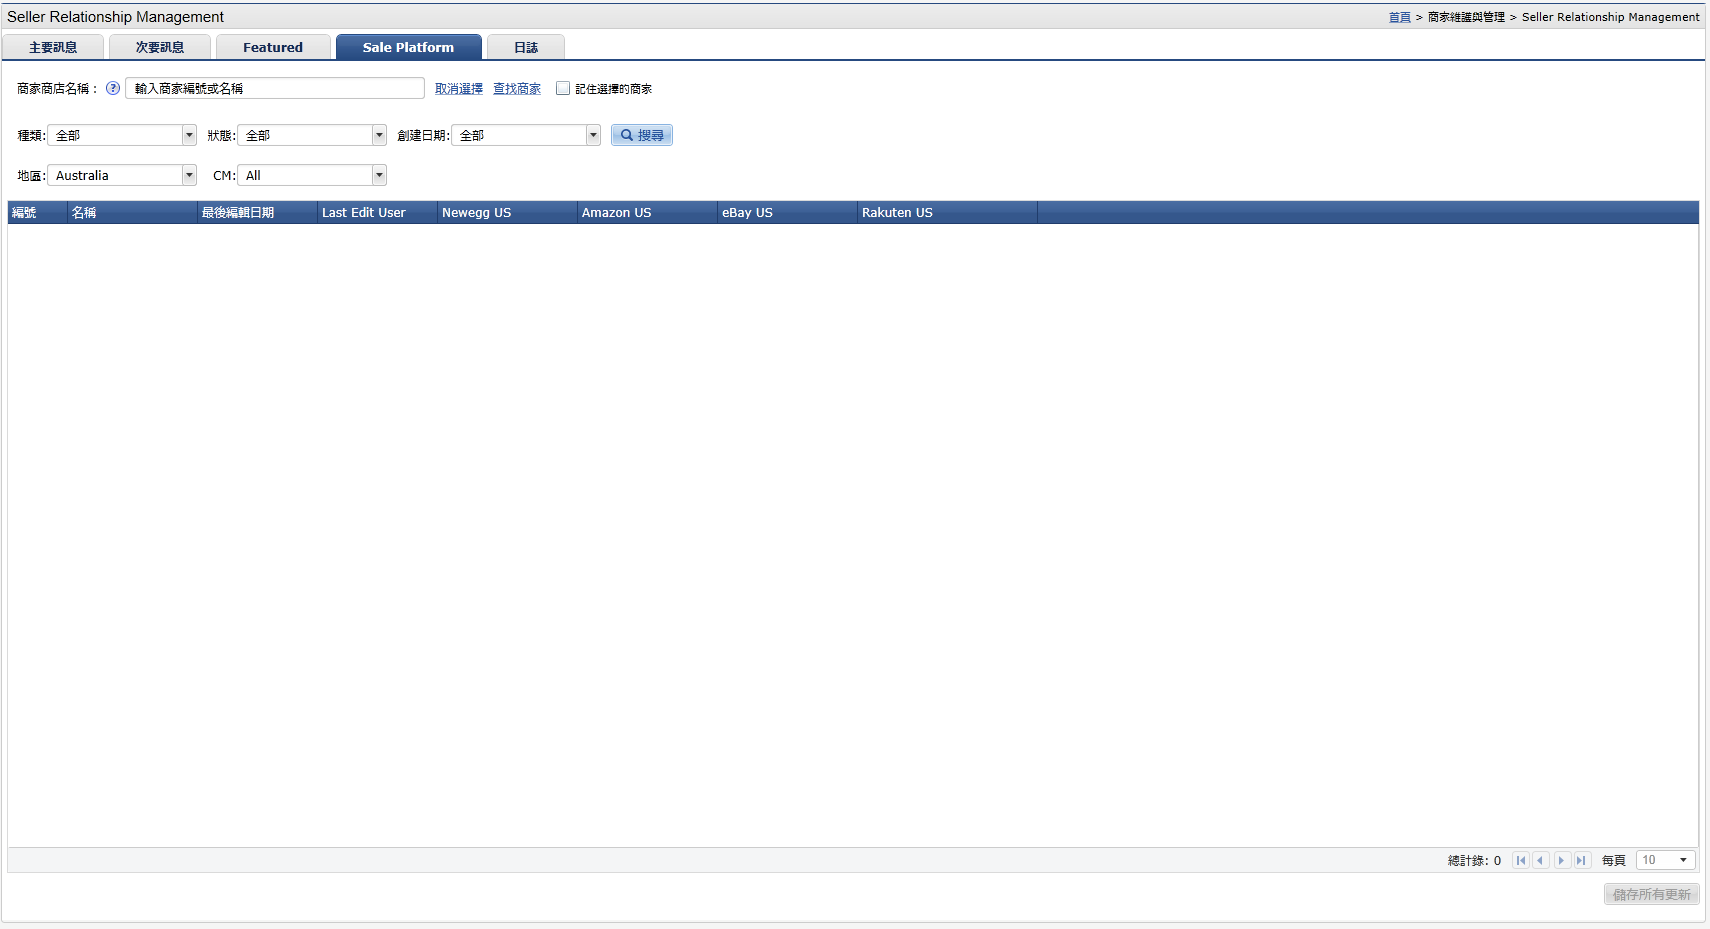 Seller Relationship Management
首頁 > 商家維護與管理 > Seller Relationship Management
主要訊息 次要訊息 Featured Sale Platform 日誌
商家商店名稱: ? 輸入商家編號或名稱 取消選擇 查找商家 記住選擇的商家
種類: 全部 狀態: 全部 創建日期: 全部 搜尋
地區: Australia CM: All
編號 名稱 最後編輯日期 Last Edit User Newegg US Amazon US eBay US Rakuten US
總計錄: 0 每頁 10
儲存所有更新